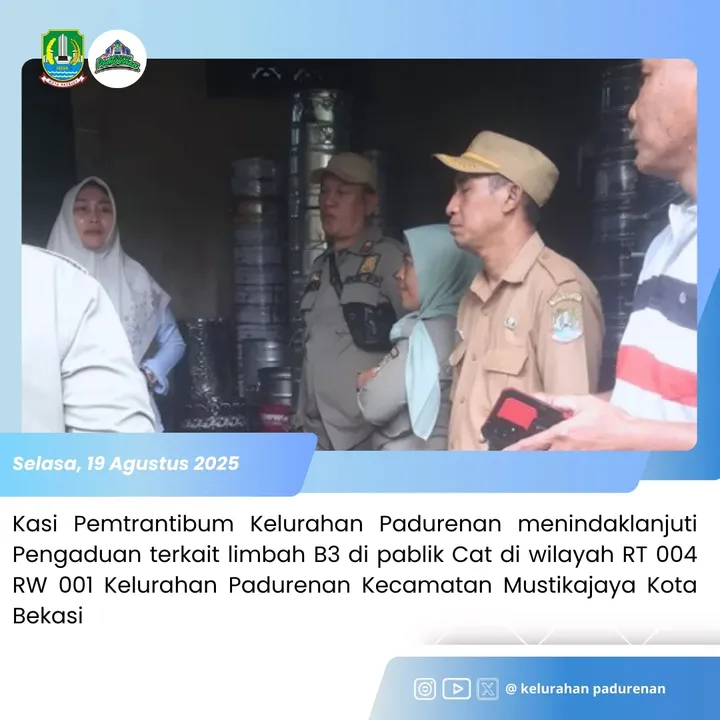 Selasa, 19 Agustus 2025
Kasi Pemtrantibum Kelurahan Padurenan menindaklanjuti
Pengaduan terkait limbah B3 di pablik Cat di wilayah RT 004
RW 001 Kelurahan Padurenan Kecamatan Mustikajaya Kota
Bekasi
@ kelurahan padurenan